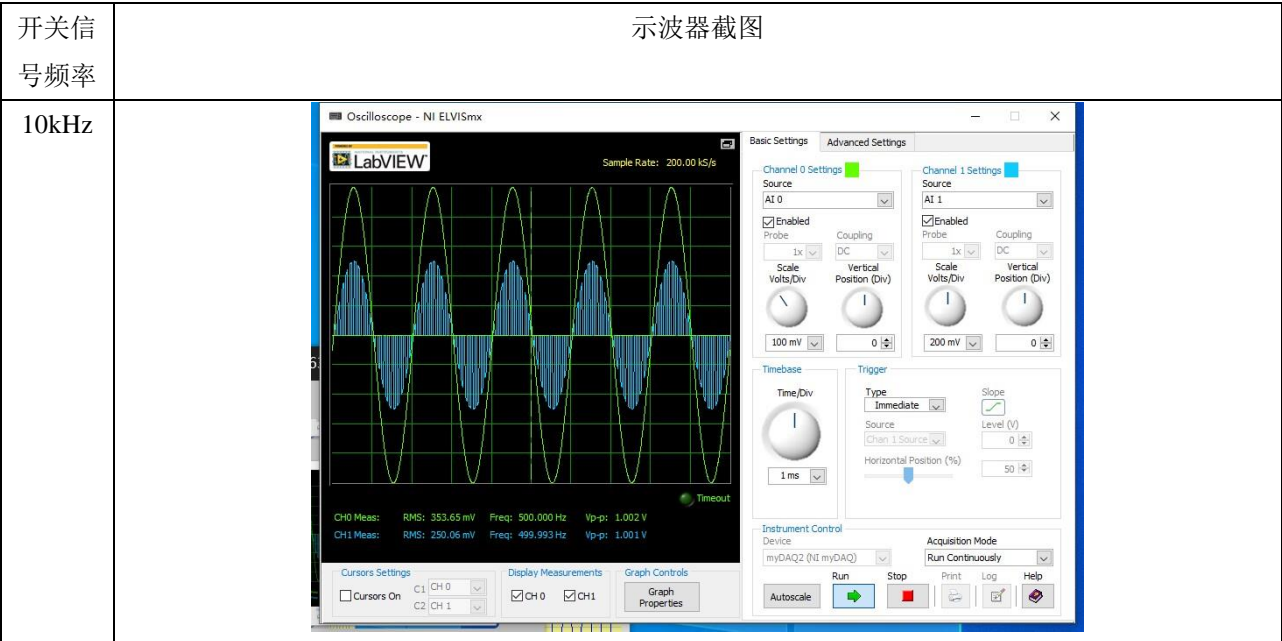 开关信
号频率
示波器截图
10kHz
Oscilloscope - NI ELVISmx
LabVIEW
Sample Rate: 200.00 kS/s
Basic Settings
Advanced Settings
Channel 0 Settings
Channel 1 Settings
Source
Source
AI 0
AI 1
Enabled
Enabled
Probe
Coupling
Probe
Coupling
1x
DC
1x
DC
Scale
Volts/Div
Vertical
Position (Div)
Scale
Volts/Div
Vertical
Position (Div)
100 mV
0
200 mV
0
Timebase
Trigger
Time/Div
Type
Slope
Immediate
Source
Level (V)
Chan 1 Source
0
Horizontal Position (%)
1 ms
50
Timeout
CH0 Meas: RMS: 353.65 mV Freq: 500.000 Hz Vp-p: 1.002 V
CH1 Meas: RMS: 250.06 mV Freq: 499.993 Hz Vp-p: 1.001 V
Instrument Control
Device
Acquisition Mode
myDAQ2 (NI myDAQ)
Run Continuously
Cursors Settings
Display Measurements
Graph Controls
Cursors On
C1 CH 0
C2 CH 1
CH 0
CH1
Graph
Properties
Run
Stop
Print
Log
Help
Autoscale